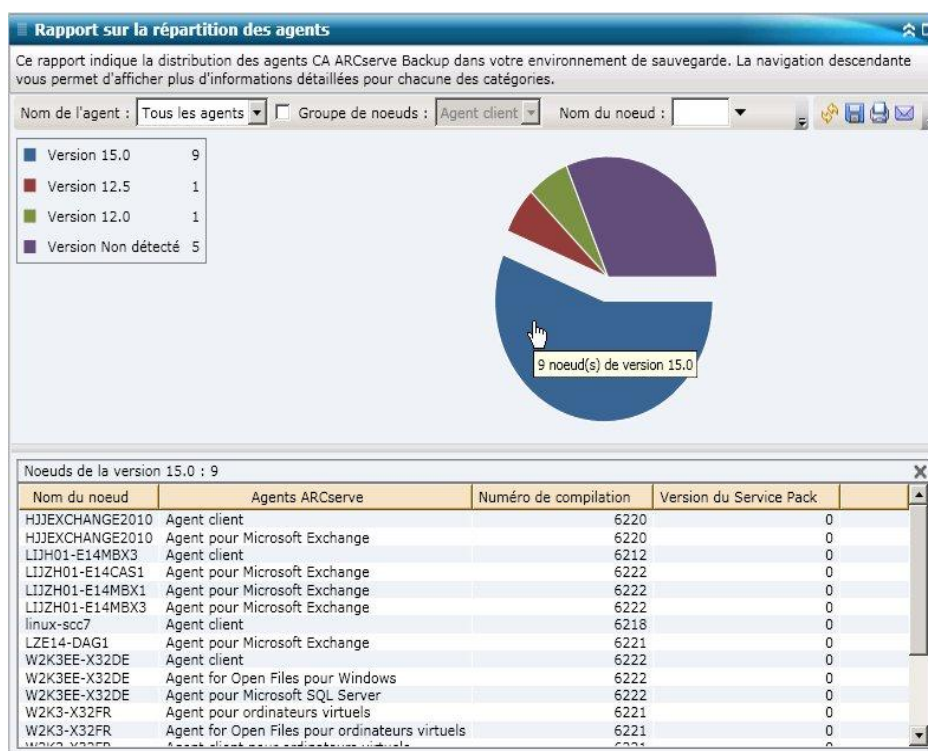 Rapport sur la répartition des agents
Ce rapport indique la distribution des agents CA ARCserve Backup dans votre environnement de sauvegarde. La navigation descendante
vous permet d'afficher plus d'informations détaillées pour chacune des catégories.
Nom de l'agent : Tous les agents Groupe de noeuds : Agent client Nom du noeud :
Version 15.0 9
Version 12.5 1
Version 12.0 1
Version Non détecté 5
9 noeud(s) de version 15.0
Noeuds de la version 15.0 : 9
Nom du noeud Agents ARCserve Numéro de compilation Version du Service Pack
HJJEXCHANGE2010 Agent client 6220 0
HJJEXCHANGE2010 Agent pour Microsoft Exchange 6220 0
LIJH01-E14MBX3 Agent client 6212 0
LIJZH01-E14CAS1 Agent pour Microsoft Exchange 6222 0
LIJZH01-E14MBX1 Agent pour Microsoft Exchange 6222 0
LIJZH01-E14MBX3 Agent pour Microsoft Exchange 6222 0
linux-scc7 Agent client 6218 0
LZE14-DAG1 Agent pour Microsoft Exchange 6221 0
W2K3EE-X32DE Agent client 6222 0
W2K3EE-X32DE Agent for Open Files pour Windows 6222 0
W2K3EE-X32DE Agent pour Microsoft SQL Server 6222 0
W2K3-X32FR Agent pour ordinateurs virtuels 6221 0
W2K3-X32FR Agent for Open Files pour ordinateurs virtuels 6221 0
W2K3-X32FR Agent client pour ordinateurs virtuels 6221 0